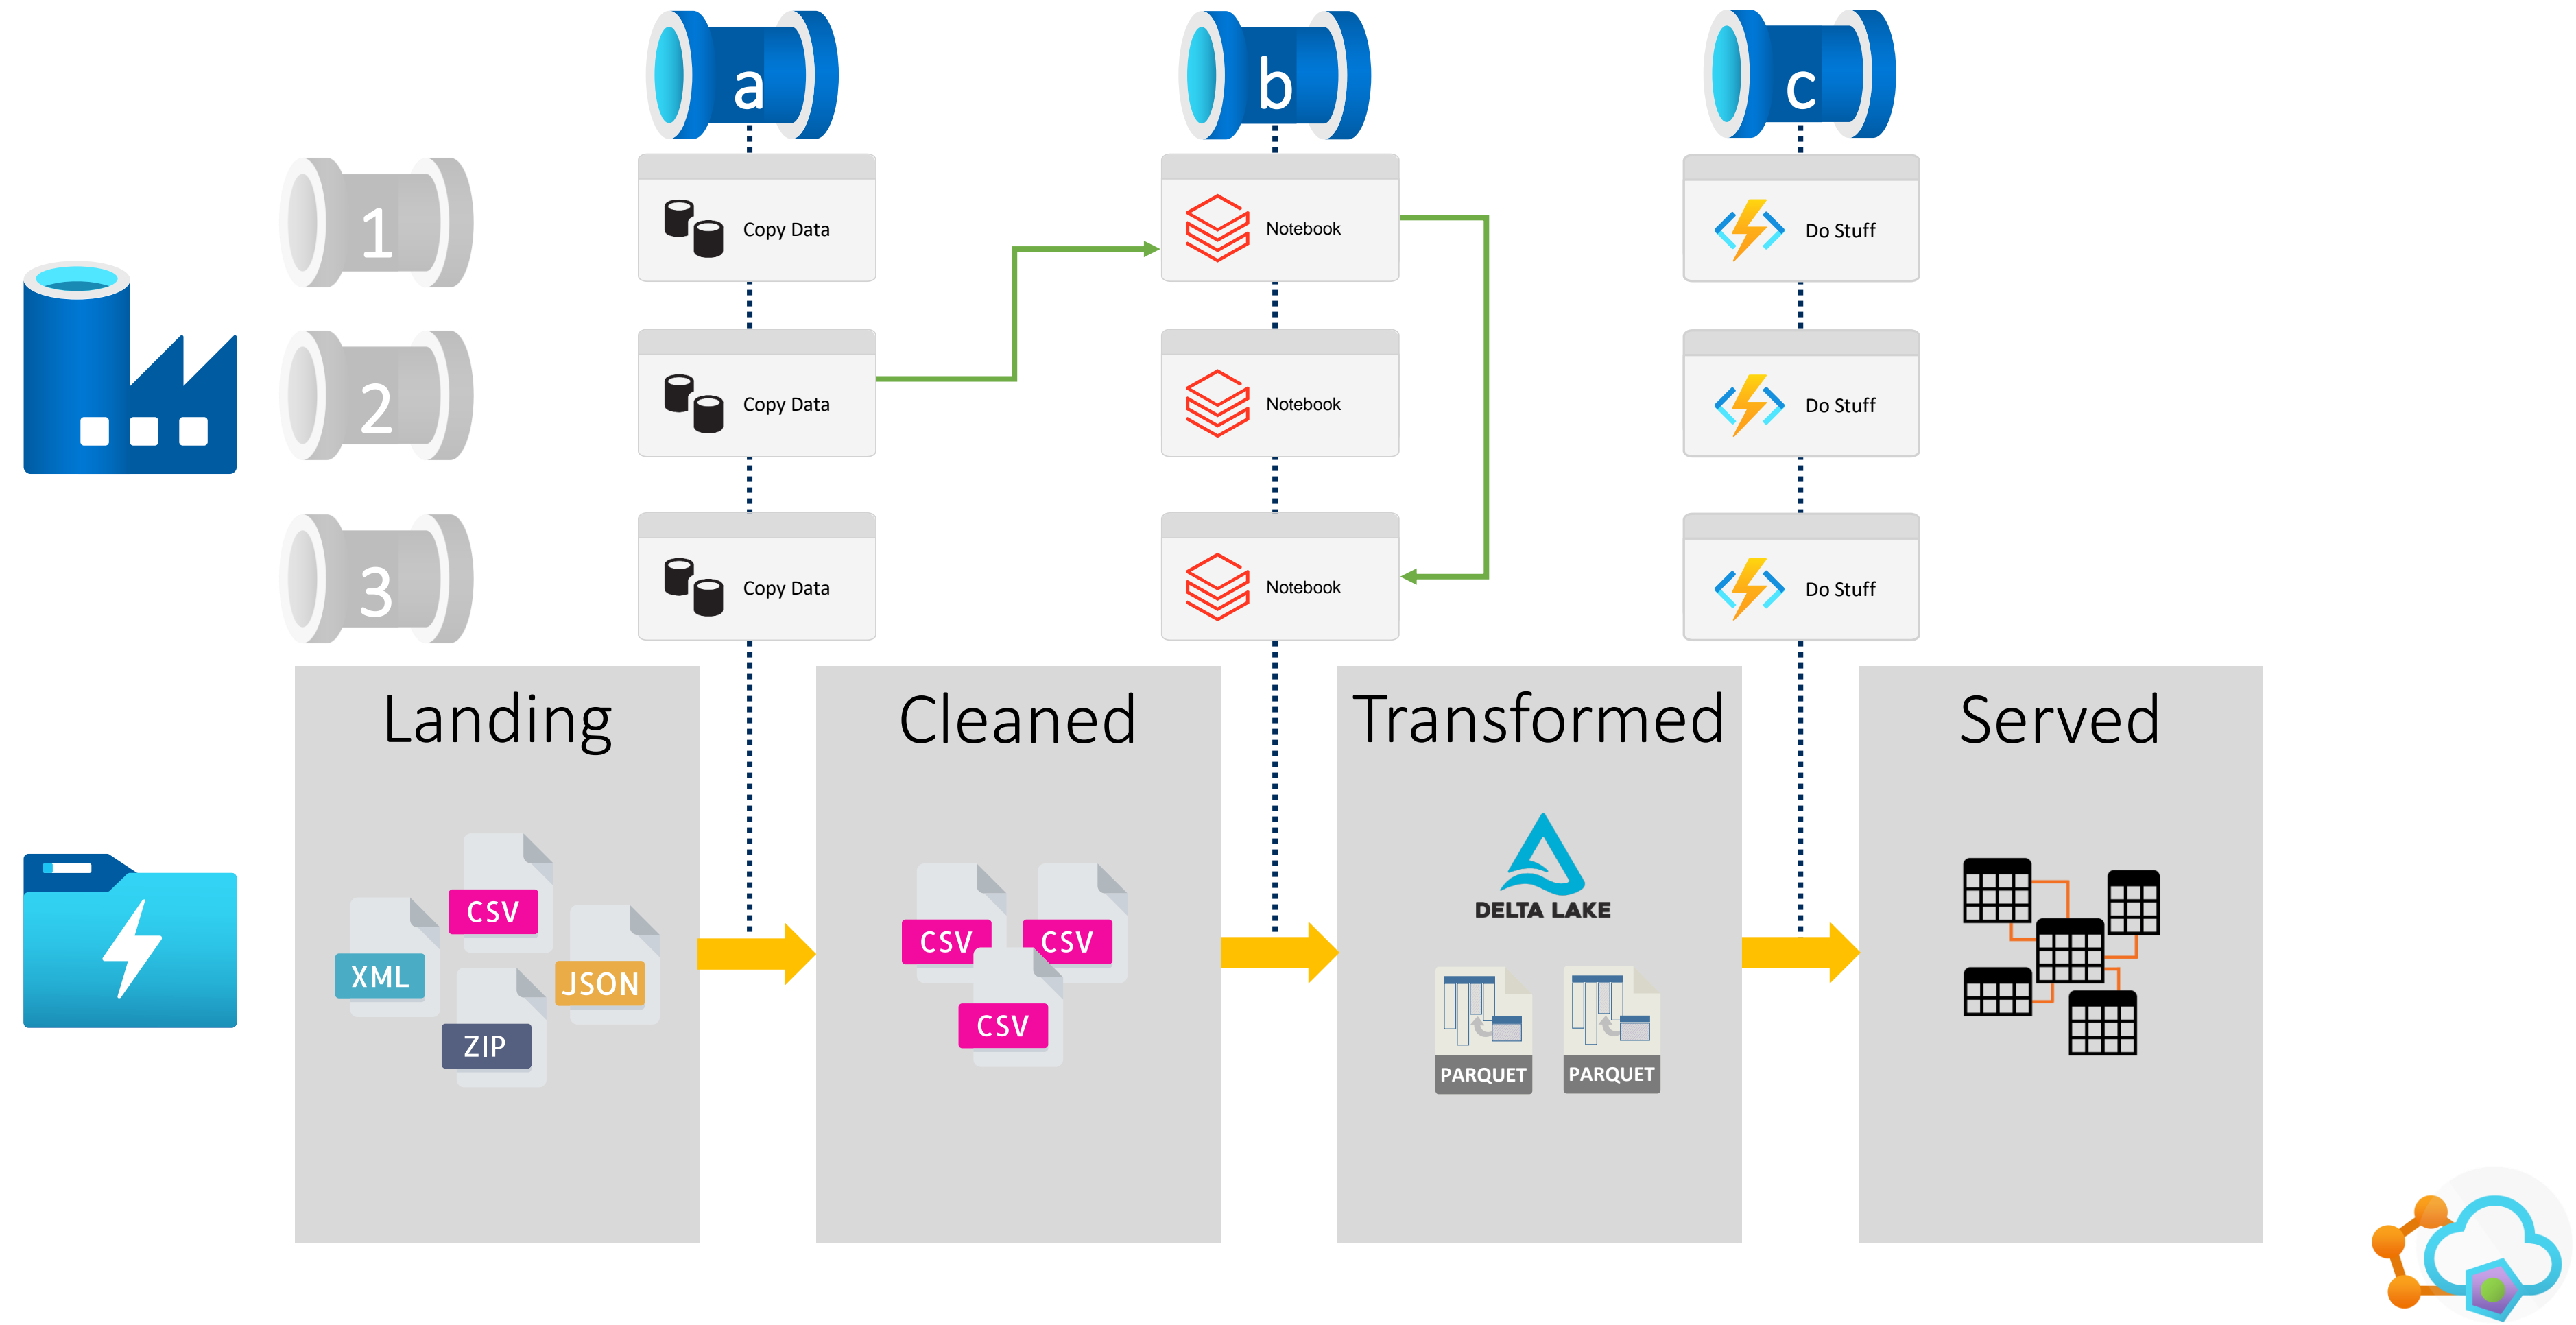 a
b
c
1
Copy Data
Notebook
Do Stuff
2
Copy Data
Notebook
Do Stuff
3
Copy Data
Notebook
Do Stuff
Landing
Cleaned
Transformed
Served
CSV
XML
JSON
ZIP
CSV
CSV
CSV
DELTA LAKE
PARQUET
PARQUET